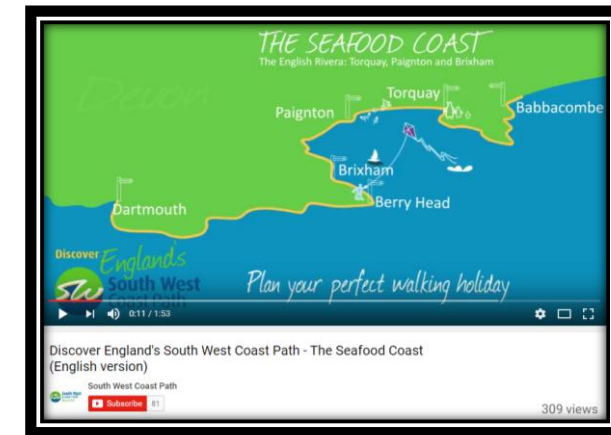 THE SEAFOOD COAST
The English Rivera: Torquay, Paignton and Brixham
Devon
Torquay
Paignton
Babbacombe
Brixham
Berry Head
Dartmouth
Discover England's
South West
Coast Path
Plan your perfect walking holiday
0:11 / 1:53
Discover England's South West Coast Path - The Seafood Coast
(English version)
South West Coast Path
Subscribe 81
309 views